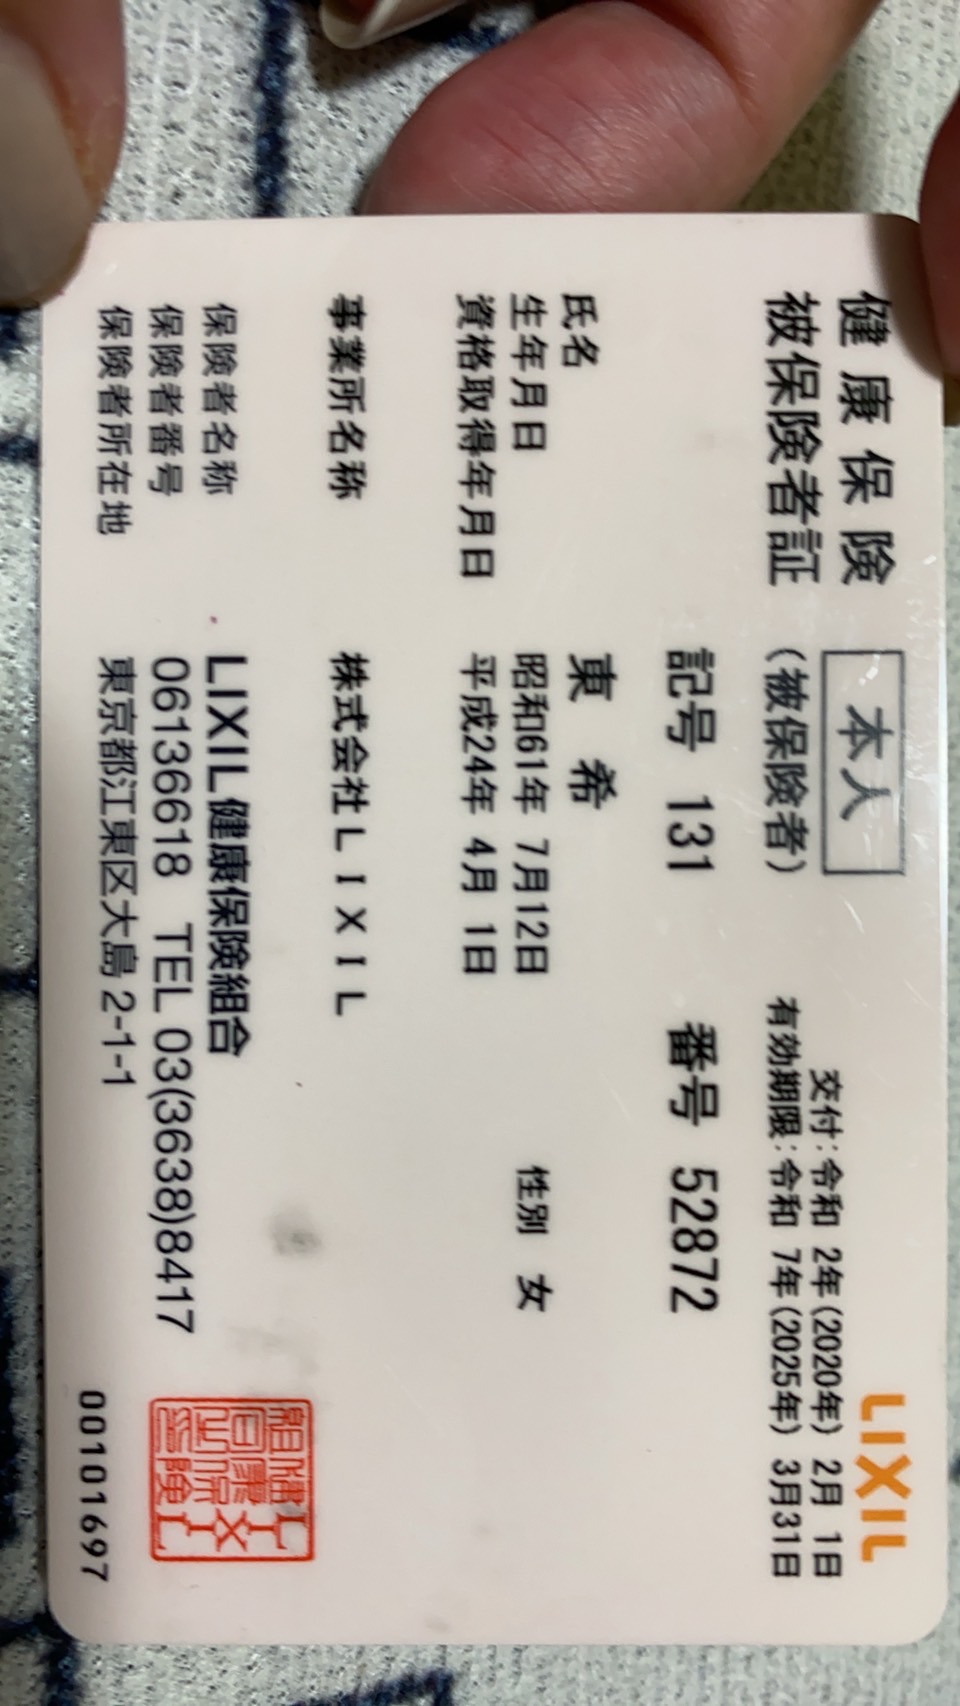 健康保険
被保険者証
本人
(被保険者)
LIXIL
交付:令和 2年(2020年) 2月 1日
有効期限:令和 7年(2025年) 3月31日
記号 131 番号 52872
氏名 東 希
生年月日 昭和61年 7月12日 性別 女
資格取得年月日 平成24年 4月 1日
事業所名称 株式会社LIXIL
保険者名称 LIXIL健康保険組合
保険者番号 06136618 TEL 03(3638)8417
保険者所在地 東京都江東区大島 2-1-1
00101697